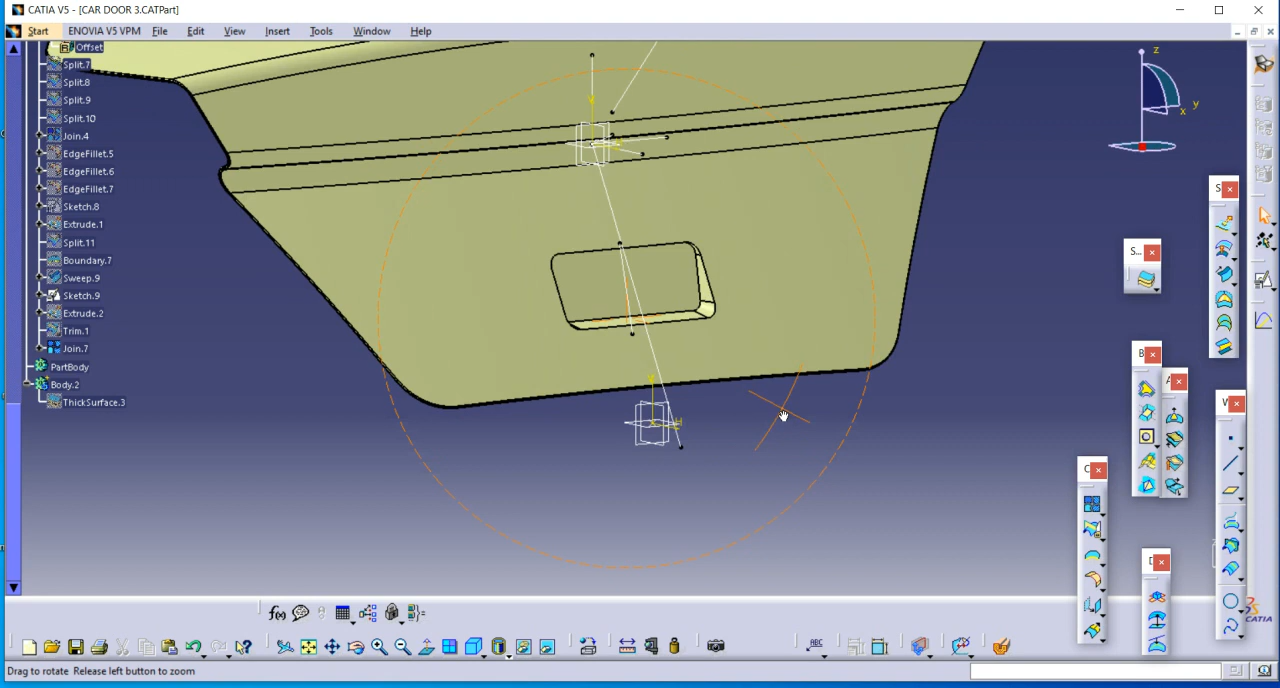 CATIA V5 - [CAR DOOR 3.CATPart]
Start ENOVIA V5 VPM File Edit View Insert Tools Window Help
Offset
Split.7
Split.8
Split.9
Split.10
Join.4
EdgeFillet.5
EdgeFillet.6
EdgeFillet.7
Sketch.8
Extrude.1
Split.11
Boundary.7
Sweep.9
Sketch.9
Extrude.2
Trim.1
Join.7
PartBody
Body.2
ThickSurface.3
z
y
x
S...
S...
B
A
W
C
D
V
V
H
f(x)
ABC
CATIA
Drag to rotate Release left button to zoom